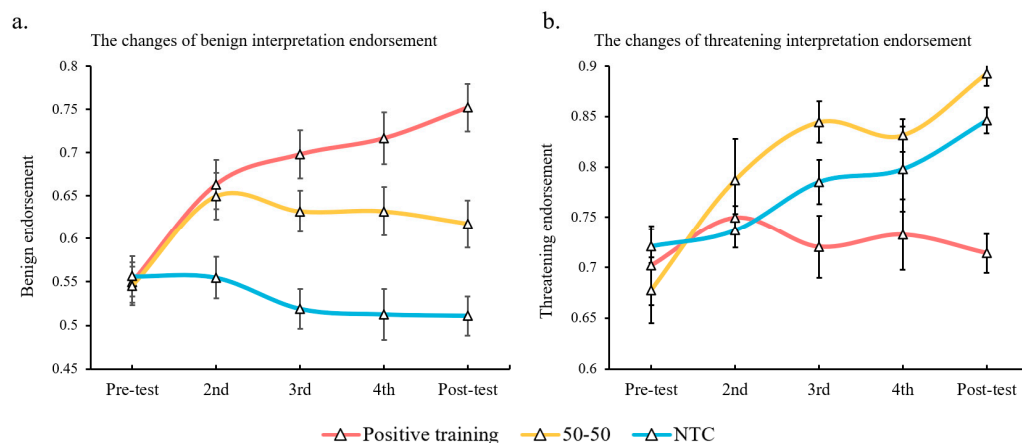 a.
The changes of benign interpretation endorsement
0.8
0.75
0.7
0.65
0.6
0.55
0.5
0.45
Benign endorsement
Pre-test 2nd 3rd 4th Post-test
b.
The changes of threatening interpretation endorsement
0.9
0.85
0.8
0.75
0.7
0.65
0.6
Threatening endorsement
Pre-test 2nd 3rd 4th Post-test
Positive training 50-50 NTC